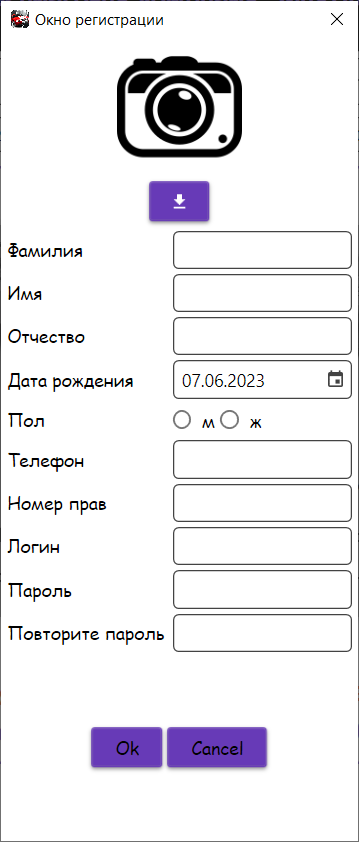 Окно регистрации
Фамилия
Имя
Отчество
Дата рождения 07.06.2023
Пол м ж
Телефон
Номер прав
Логин
Пароль
Повторите пароль
Ok Cancel